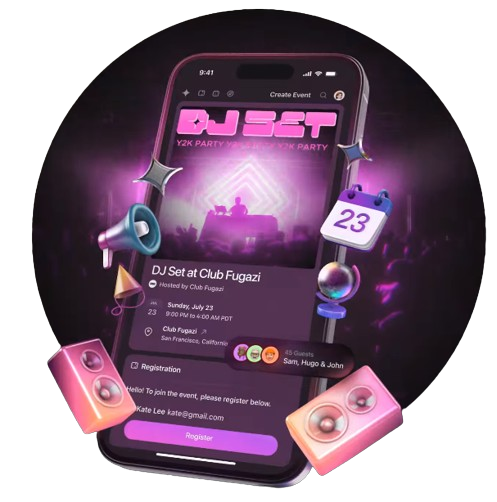 9:41
Create Event
DJ SET
Y2K PARTY Y2K PARTY Y2K PARTY
DJ Set at Club Fugazi
Hosted by Club Fugazi
23
Sunday, July 23
9:00 PM to 4:00 AM PDT
Club Fugazi
San Francisco, California
23
Guests
Sam, Hugo & John
Registration
Hello! To join the event, please register below.
Kate Lee kate@gmail.com
Register